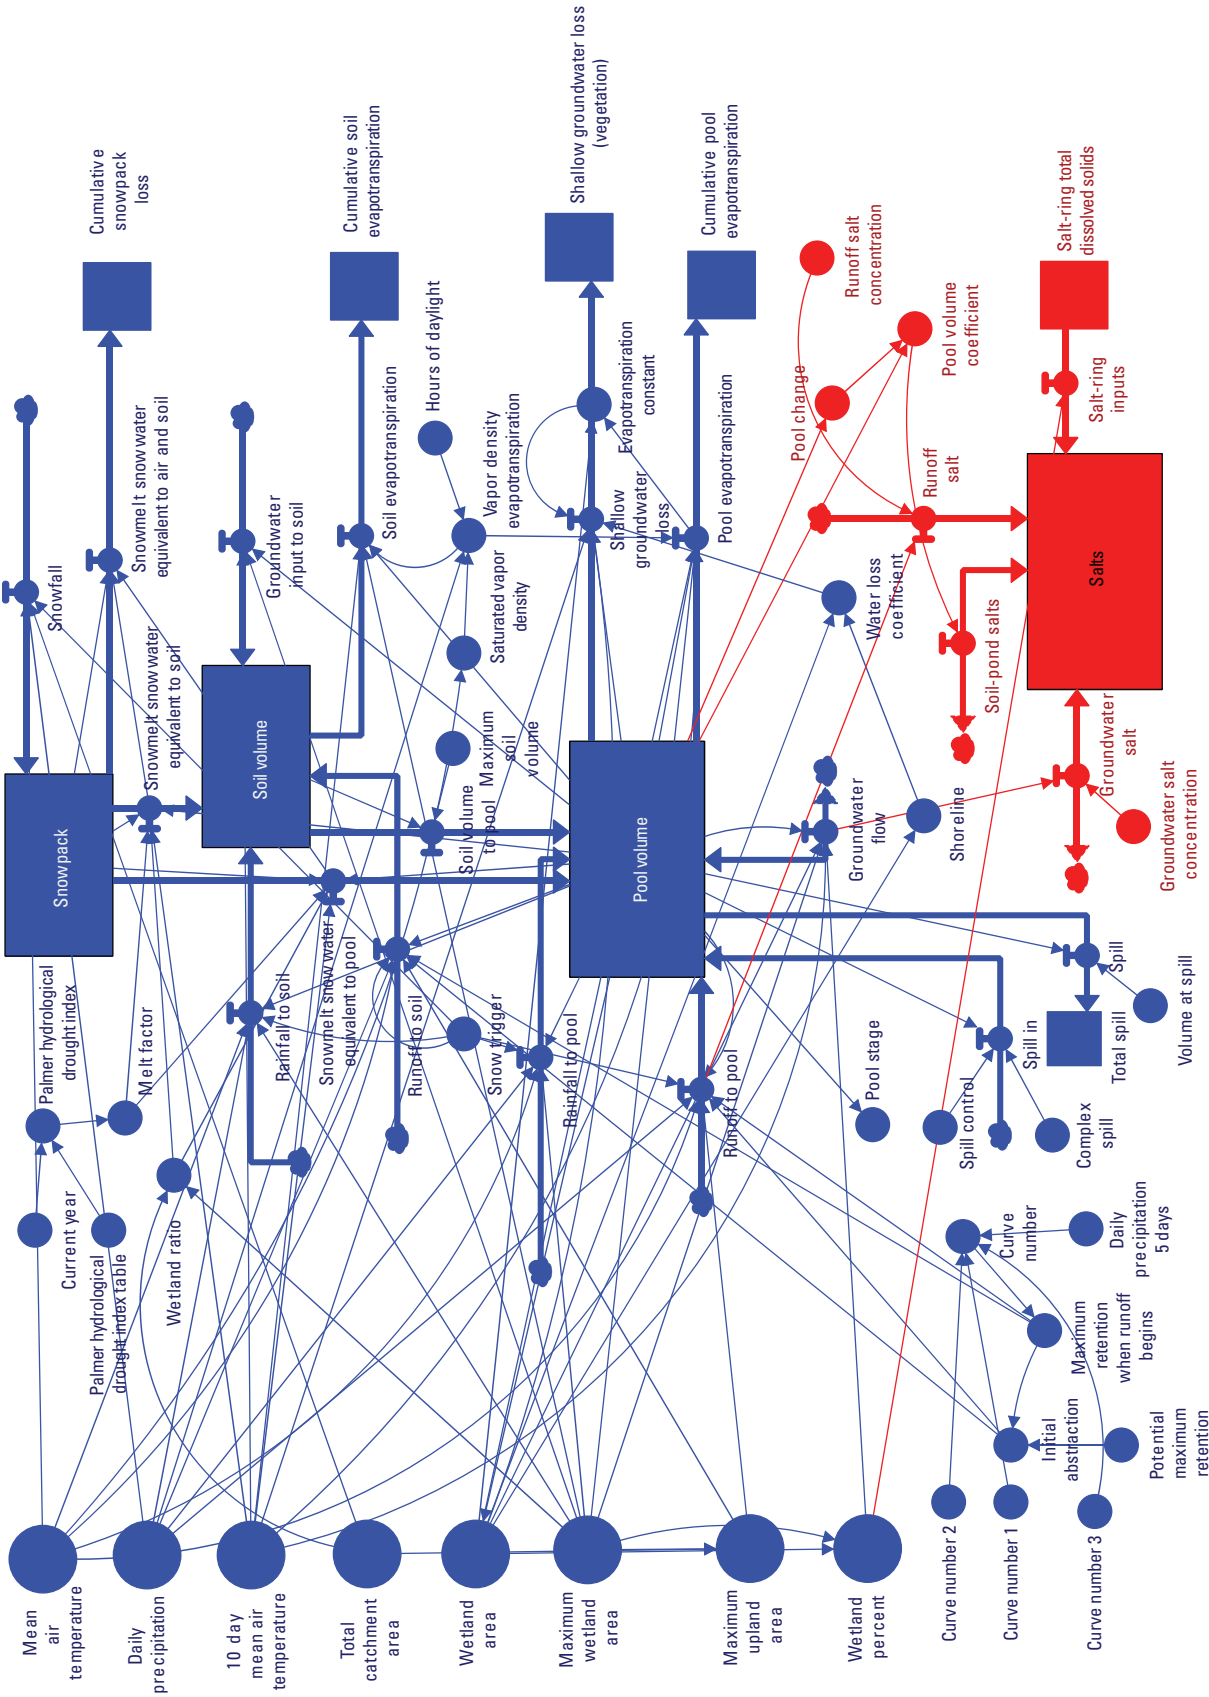 Mean
air
temperature
Daily
precipitation
10 day
mean air
temperature
Total
catchment
area
Wetland
area
Maximum
wetland
area
Maximum
upland
area
Wetland
percent
Curve number 2
Curve number 1
Curve number 3
Current year
Palmer hydrological
drought index table
Wetland ratio
Palmer hydrological
drought index
Melt factor
Snowpack
Snowfall
Snowmelt snow water
equivalent to soil
Snowmelt snow water
equivalent to air and soil
Cumulative
snowpack
loss
Rainfall to soil
Snowmelt snow water
equivalent to pool
Runoff to soil
Soil volume
Groundwater
input to soil
Soil evapotranspiration
Cumulative soil
evapotranspiration
Hours of daylight
Vapor density
evapotranspiration
Saturated vapor
density
Maximum
soil
volume
Soil volume
to pool
Snow trigger
Rainfall to pool
Runoff to pool
Pool volume
Shallow
groundwater
loss
Evapotranspiration
constant
Shallow groundwater loss
(vegetation)
Pool evapotranspiration
Cumulative pool
evapotranspiration
Water loss
coefficient
Groundwater
flow
Shoreline
Pool stage
Spill control
Spill in
Complex
spill
Total spill
Spill
Volume at spill
Curve
number
Daily
precipitation
5 days
Maximum
retention
when runoff
begins
Initial
abstraction
Potential
maximum
retention
Pool change
Runoff salt
concentration
Pool volume
coefficient
Runoff
salt
Soil-pond salts
Salts
Salt-ring
inputs
Salt-ring total
dissolved solids
Groundwater
salt
Groundwater salt
concentration